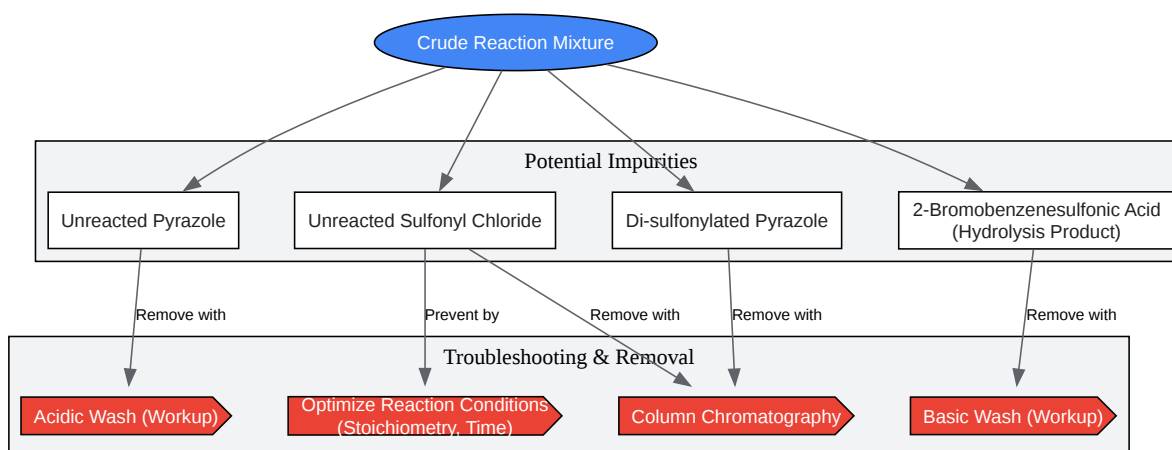 Crude Reaction Mixture
Potential Impurities
Unreacted Pyrazole
Unreacted Sulfonyl Chloride
Di-sulfonylated Pyrazole
2-Bromobenzenesulfonic Acid
(Hydrolysis Product)
Remove with
Prevent by
Remove with
Remove with
Remove with
Troubleshooting & Removal
Acidic Wash (Workup)
Optimize Reaction Conditions
(Stoichiometry, Time)
Column Chromatography
Basic Wash (Workup)